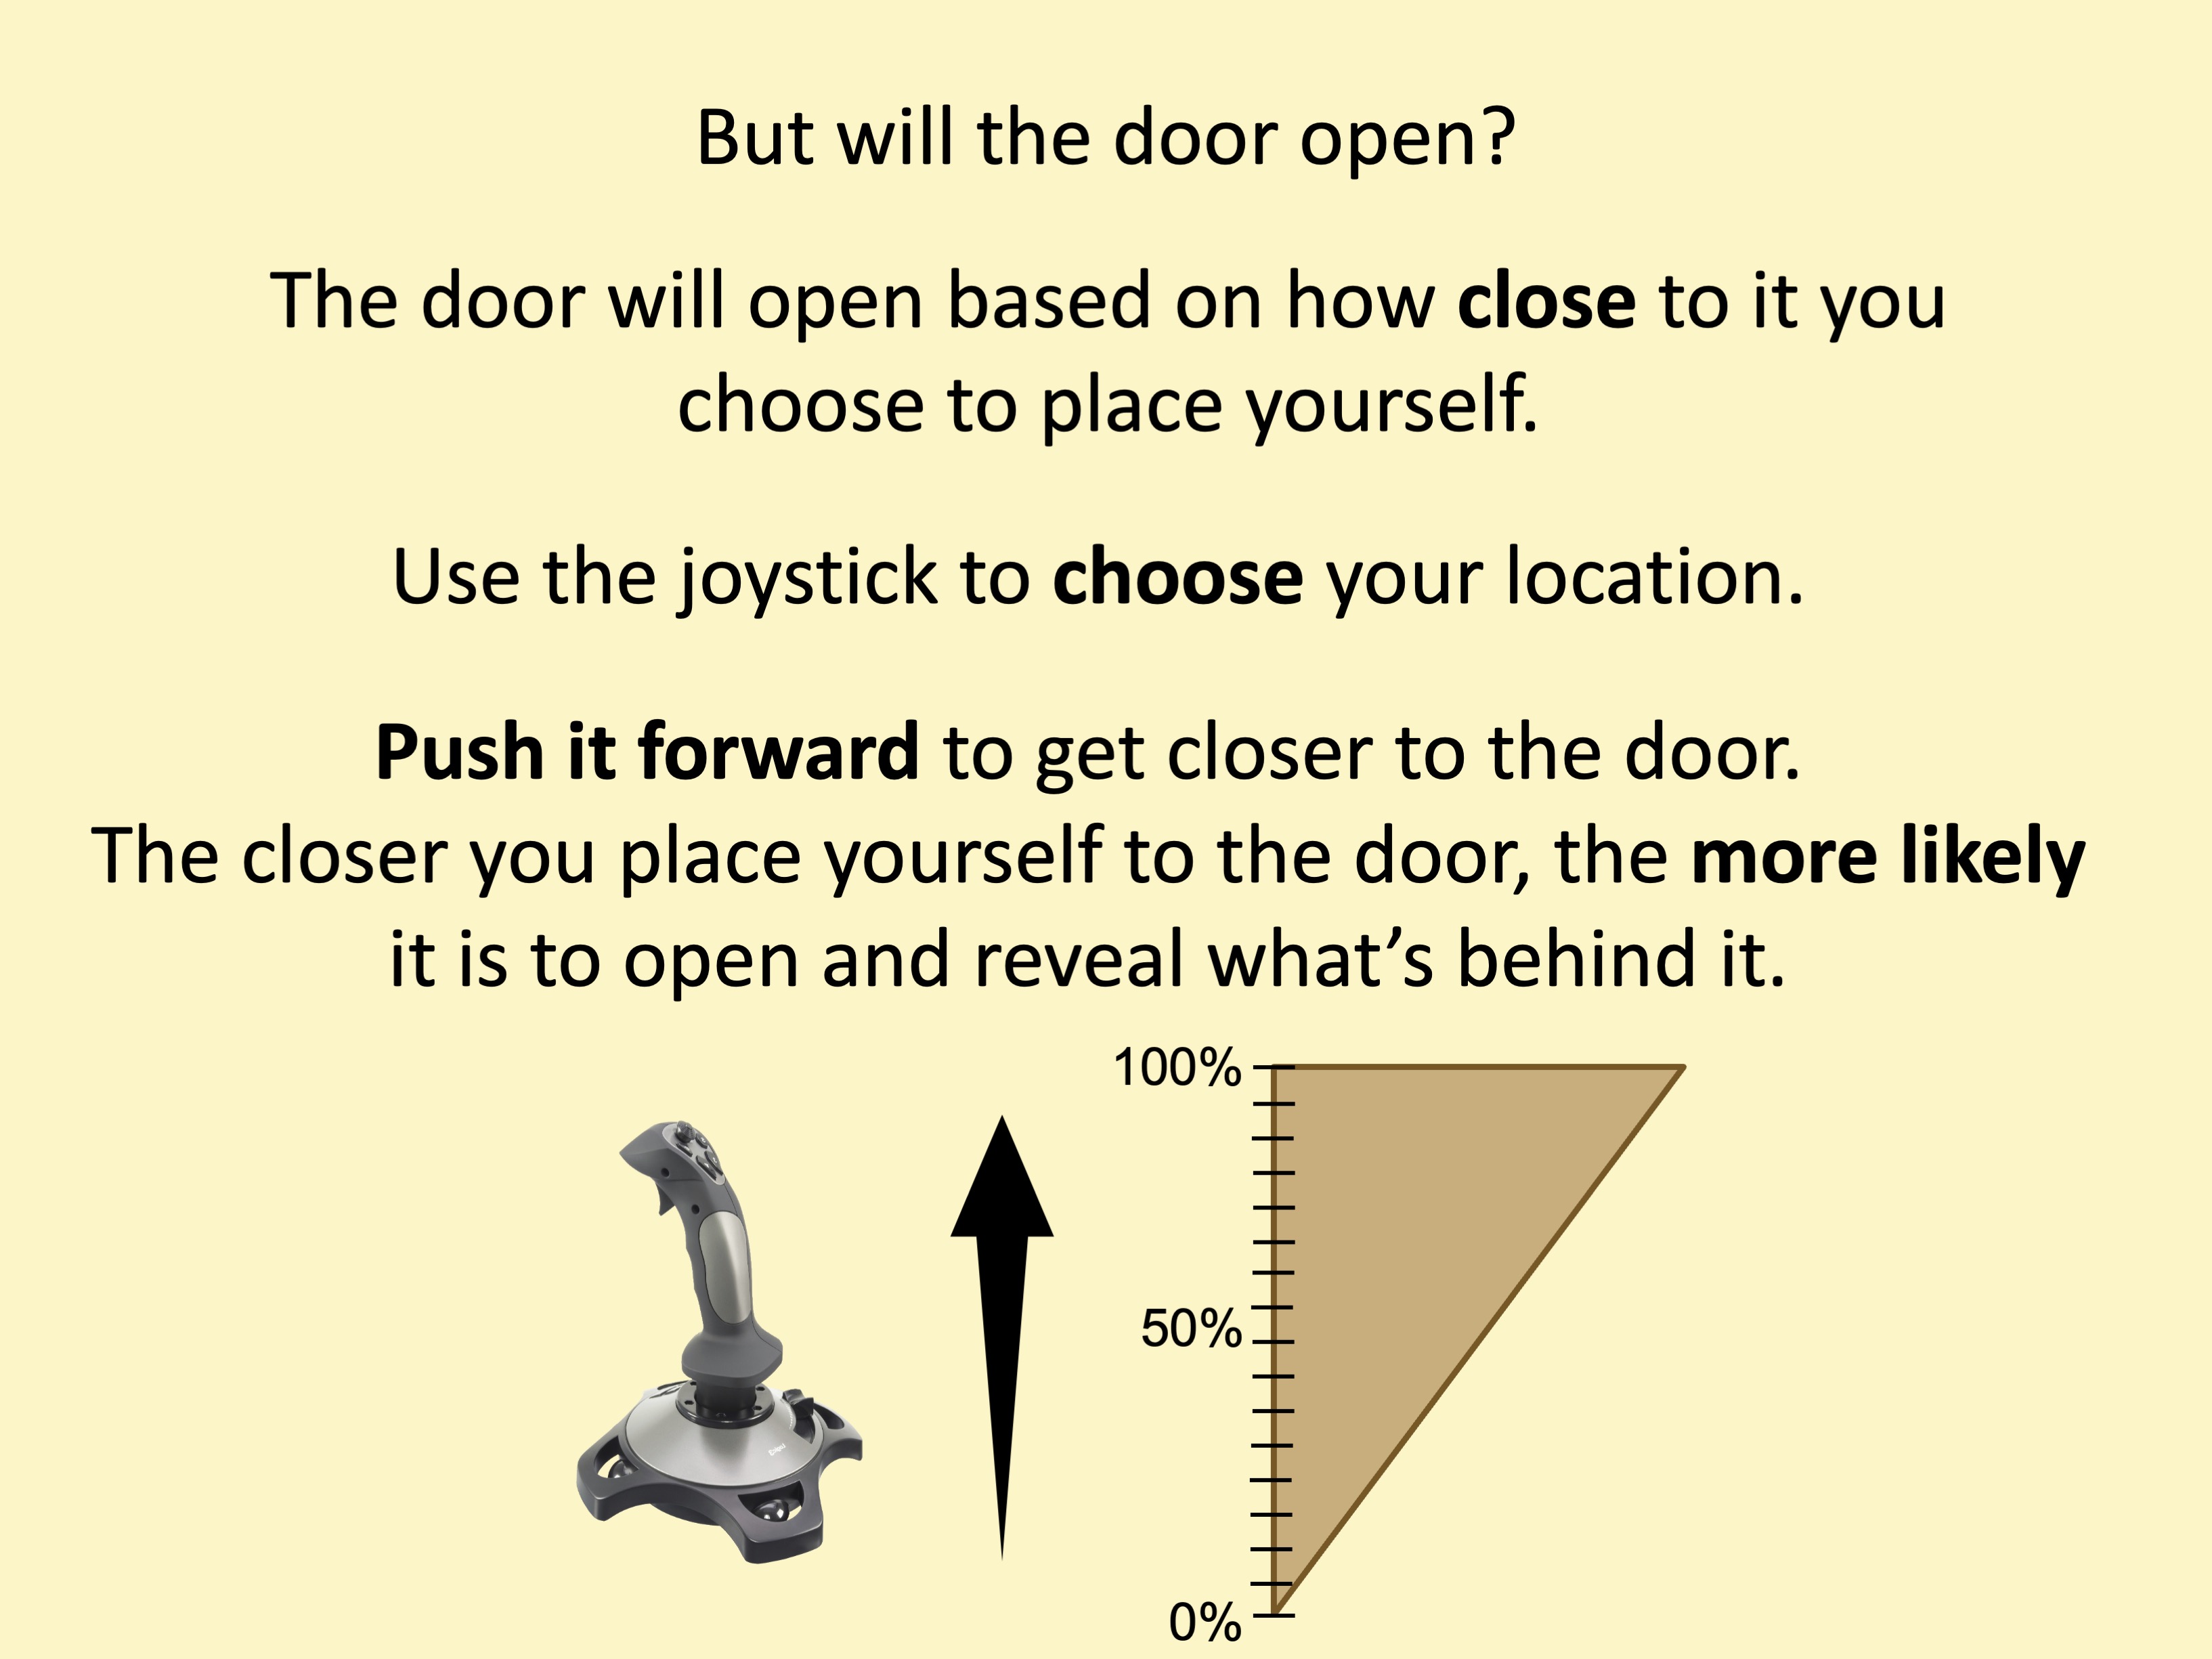 But will the door open?
The door will open based on how close to it you
choose to place yourself.
Use the joystick to choose your location.
Push it forward to get closer to the door.
The closer you place yourself to the door, the more likely
it is to open and reveal what’s behind it.
100%
50%
0%